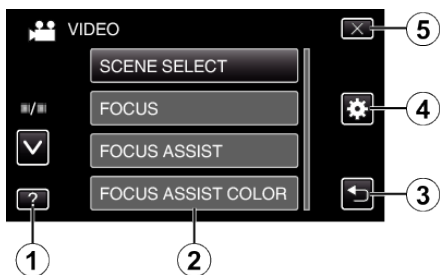 VIDEO
5
SCENE SELECT
FOCUS
4
FOCUS ASSIST
?
FOCUS ASSIST COLOR
3
1
2